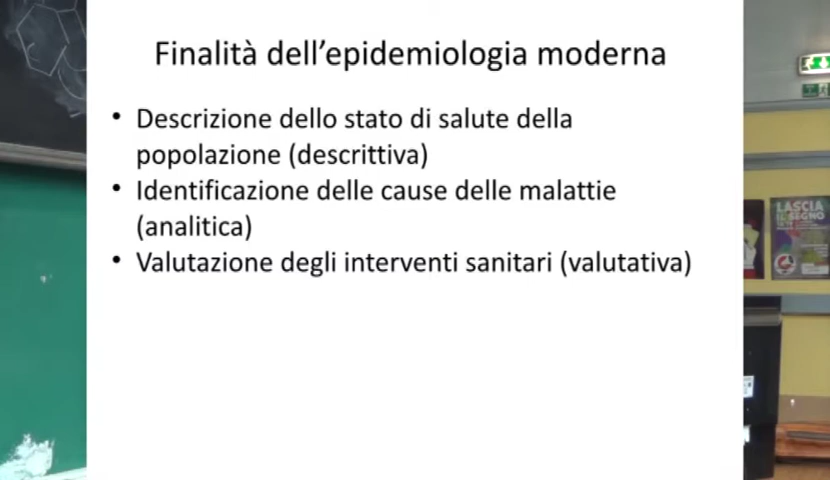 Finalità dell'epidemiologia moderna
• Descrizione dello stato di salute della
popolazione (descrittiva)
• Identificazione delle cause delle malattie
(analitica)
• Valutazione degli interventi sanitari (valutativa)
LASCIA
IL SEGNO